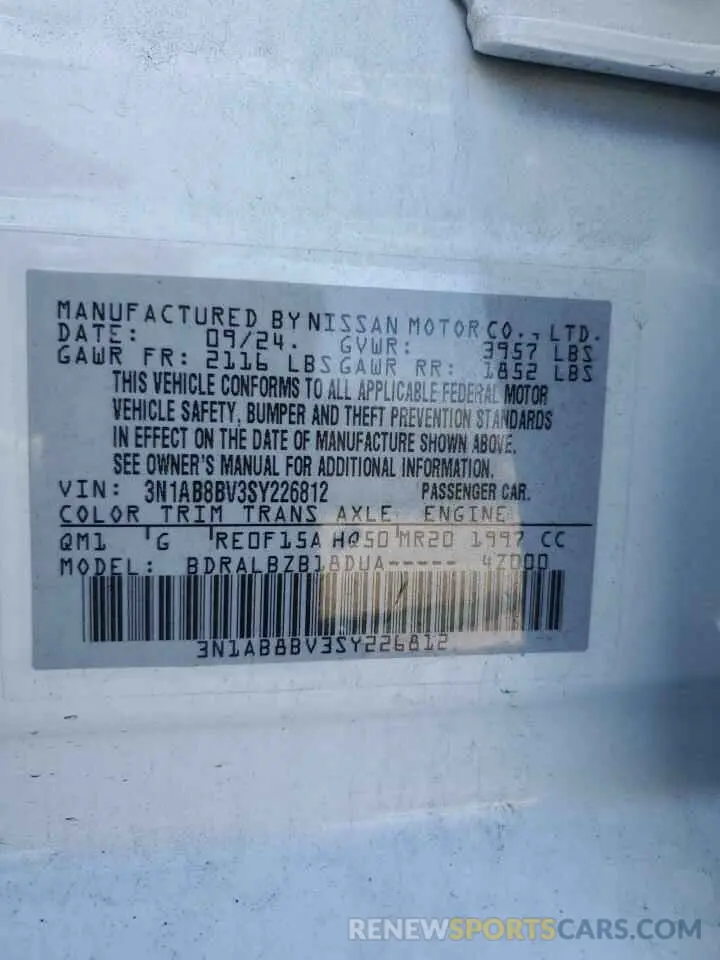 MANUFACTURED BY NISSAN MOTOR CO., LTD.
DATE: 09/24. GVWR: 3957 LBS
GAWR FR: 2116 LBS GAWR RR: 1852 LBS
THIS VEHICLE CONFORMS TO ALL APPLICABLE FEDERAL MOTOR
VEHICLE SAFETY, BUMPER AND THEFT PREVENTION STANDARDS
IN EFFECT ON THE DATE OF MANUFACTURE SHOWN ABOVE.
SEE OWNER'S MANUAL FOR ADDITIONAL INFORMATION.
VIN: 3N1AB8BV3SY226812 PASSENGER CAR.
COLOR TRIM TRANS AXLE ENGINE
QM1 G RE0F15A HQ50 MR20 1997 CC
MODEL: BDRALBZB18DUA----- 4Z000
3N1AB8BV3SY226812
RENEWSPORTSCARS.COM